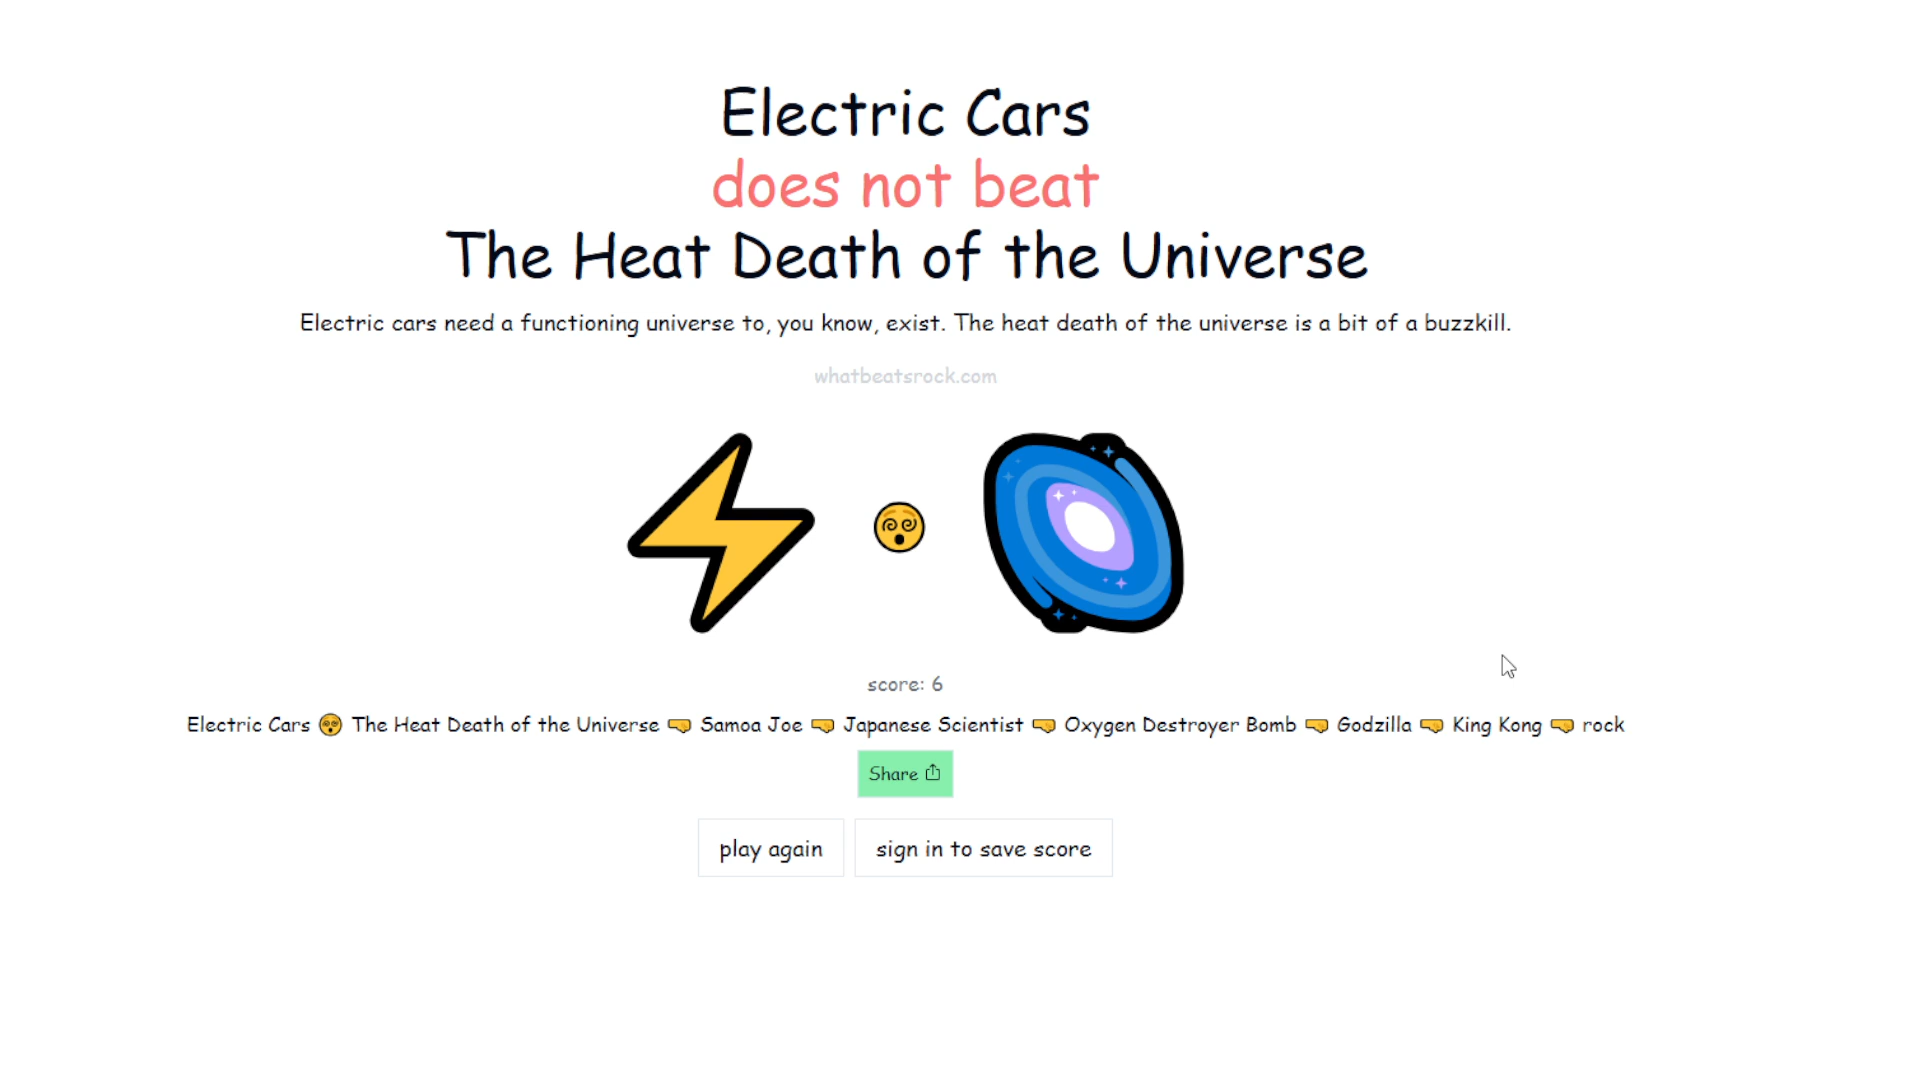 Electric Cars
does not beat
The Heat Death of the Universe
Electric cars need a functioning universe to, you know, exist. The heat death of the universe is a bit of a buzzkill.
whatbeatsrock.com
score: 6
Electric Cars 😵‍💫 The Heat Death of the Universe 🤜 Samoa Joe 🤜 Japanese Scientist 🤜 Oxygen Destroyer Bomb 🤜 Godzilla 🤜 King Kong 🤜 rock
Share
play again
sign in to save score